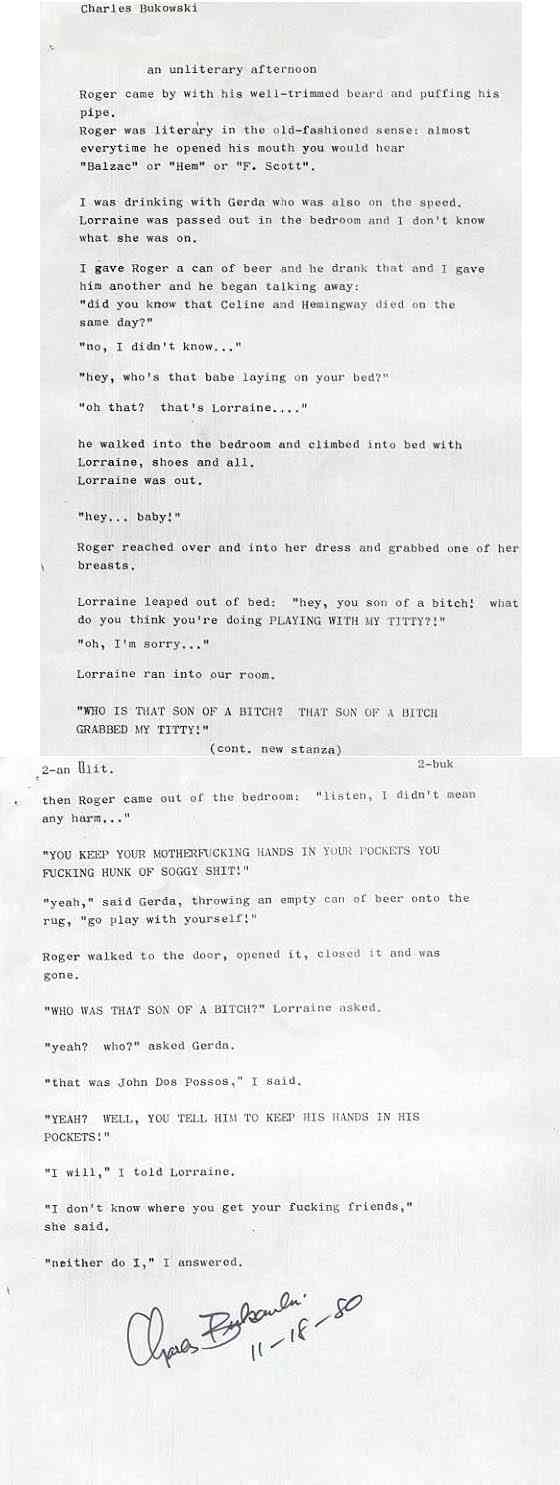 Charles Bukowski
an unliterary afternoon
Roger came by with his well-trimmed beard and puffing his
pipe.
Roger was literary in the old-fashioned sense: almost
everytime he opened his mouth you would hear
"Balzac" or "Hem" or "F. Scott".
I was drinking with Gerda who was also on the speed.
Lorraine was passed out in the bedroom and I don't know
what she was on.
I gave Roger a can of beer and he drank that and I gave
him another and he began talking away:
"did you know that Celine and Hemingway died on the
same day?"
"no, I didn't know..."
"hey, who's that babe laying on your bed?"
"oh that?  that's Lorraine...."
he walked into the bedroom and climbed into bed with
Lorraine, shoes and all.
Lorraine was out.
"hey... baby!"
Roger reached over and into her dress and grabbed one of her
breasts.
Lorraine leaped out of bed:  "hey, you son of a bitch!  what
do you think you're doing PLAYING WITH MY TITTY?!"
"oh, I'm sorry..."
Lorraine ran into our room.
"WHO IS THAT SON OF A BITCH?  THAT SON OF A BITCH
GRABBED MY TITTY!"
(cont. new stanza)
2-an Ulit.
2-buk
then Roger came out of the bedroom:  "listen, I didn't mean
any harm..."
"YOU KEEP YOUR MOTHERFUCKING HANDS IN YOUR POCKETS YOU
FUCKING HUNK OF SOGGY SHIT!"
"yeah," said Gerda, throwing an empty can of beer onto the
rug, "go play with yourself!"
Roger walked to the door, opened it, closed it and was
gone.
"WHO WAS THAT SON OF A BITCH?" Lorraine asked.
"yeah?  who?" asked Gerda.
"that was John Dos Possos," I said.
"YEAH?  WELL, YOU TELL HIM TO KEEP HIS HANDS IN HIS
POCKETS!"
"I will," I told Lorraine.
"I don't know where you get your fucking friends,"
she said.
"neither do I," I answered.
Charles Bukowski
11-18-80